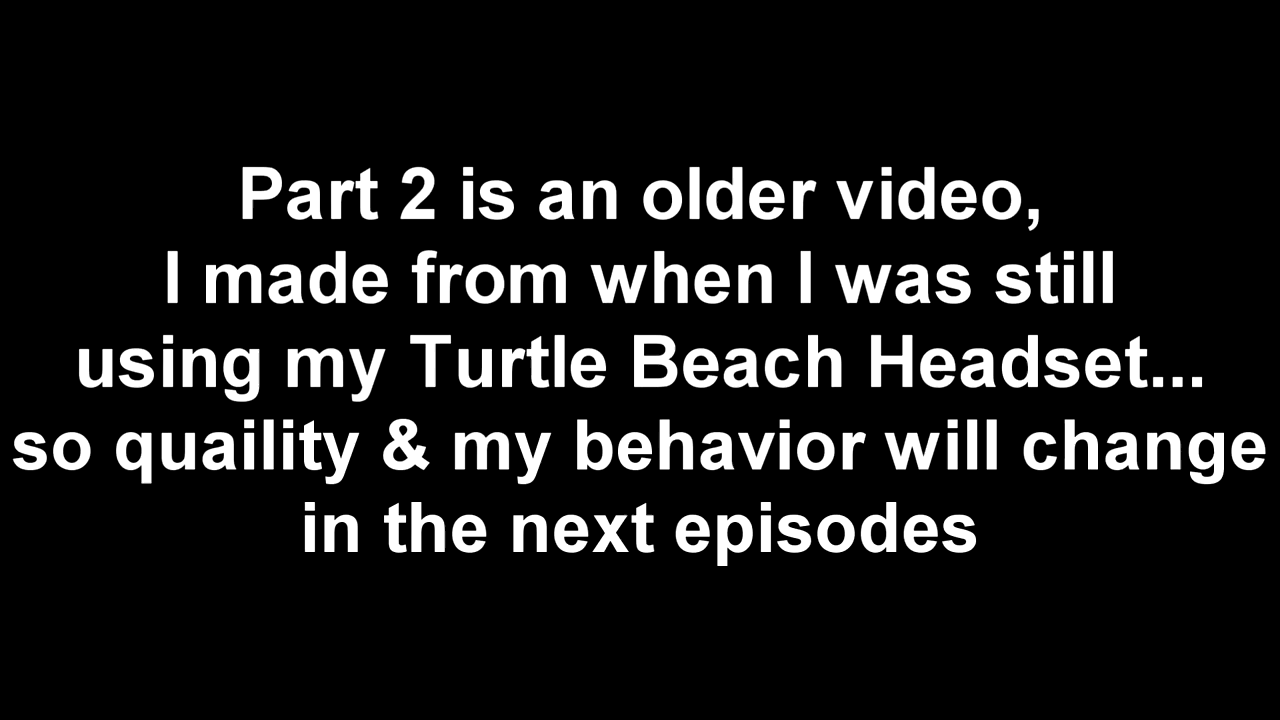 Part 2 is an older video,
I made from when I was still
using my Turtle Beach Headset...
so quaility & my behavior will change
in the next episodes